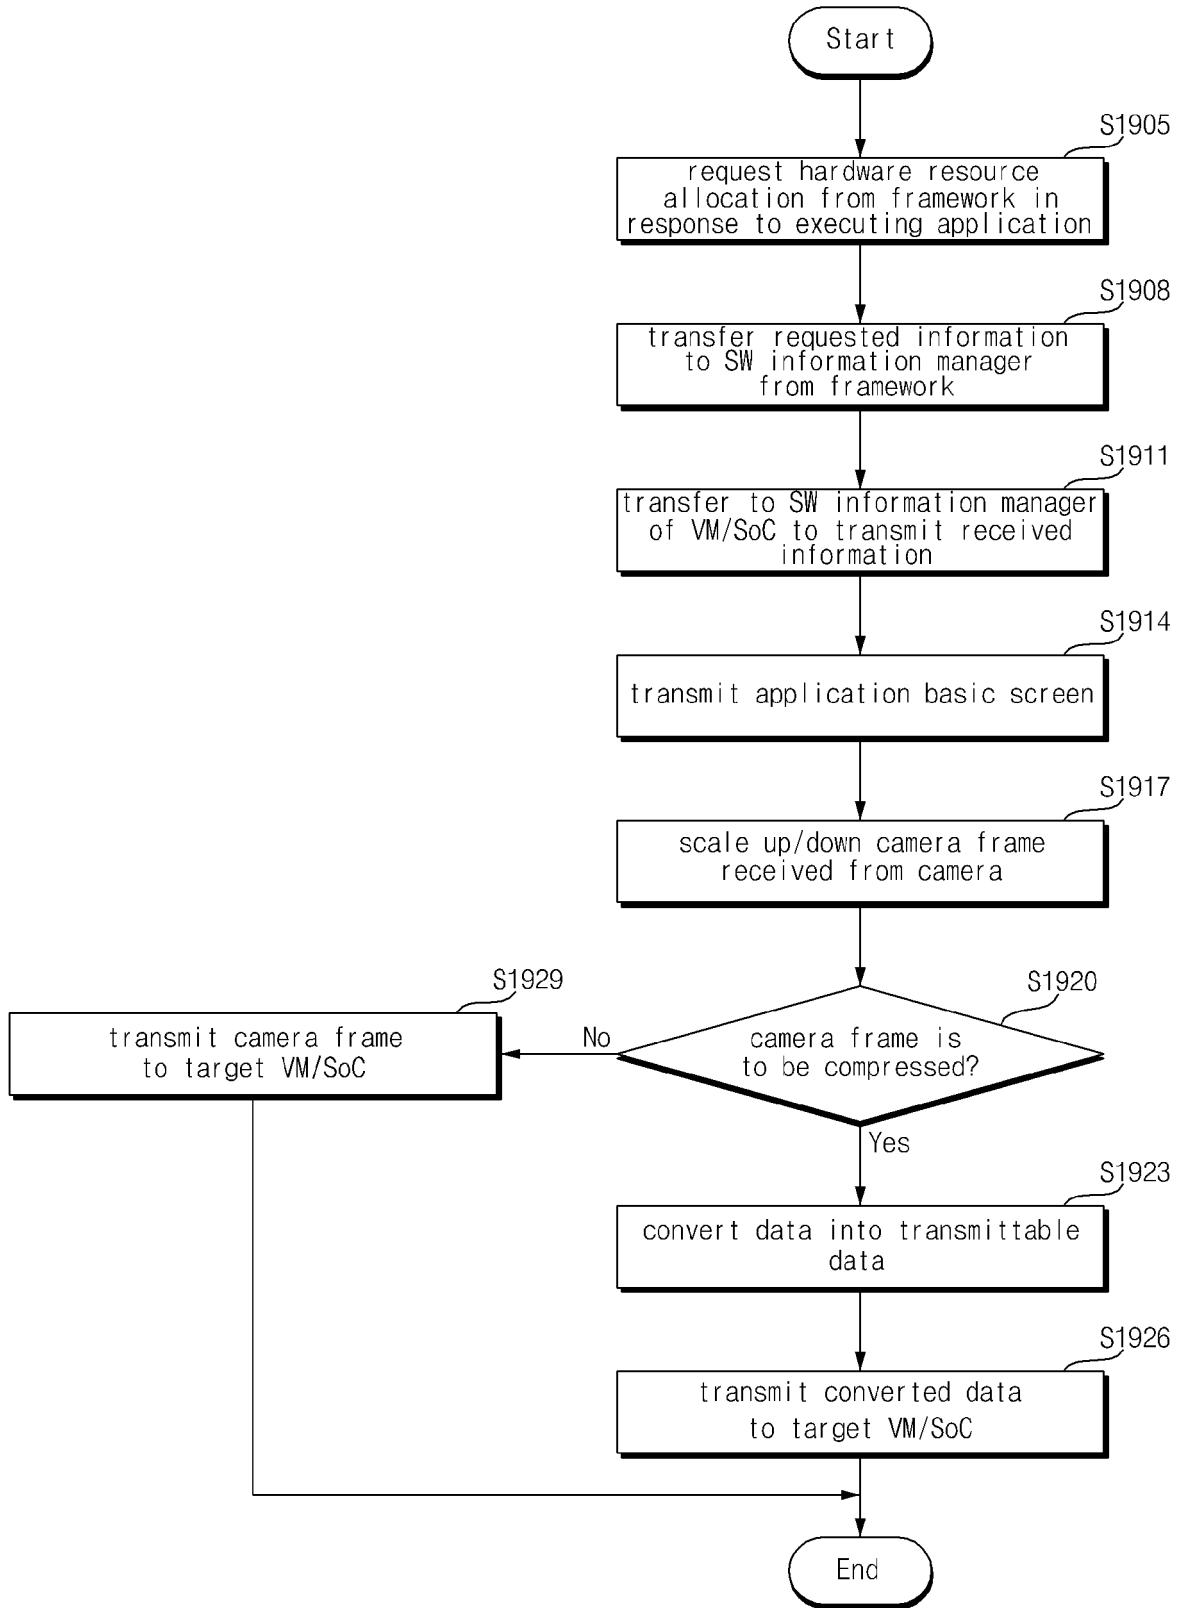 Start
S1905
request hardware resource
allocation from framework in
response to executing application
S1908
transfer requested information
to SW information manager
from framework
S1911
transfer to SW information manager
of VM/SoC to transmit received
information
S1914
transmit application basic screen
S1917
scale up/down camera frame
received from camera
S1920
camera frame is
to be compressed?
No
S1929
transmit camera frame
to target VM/SoC
Yes
S1923
convert data into transmittable
data
S1926
transmit converted data
to target VM/SoC
End